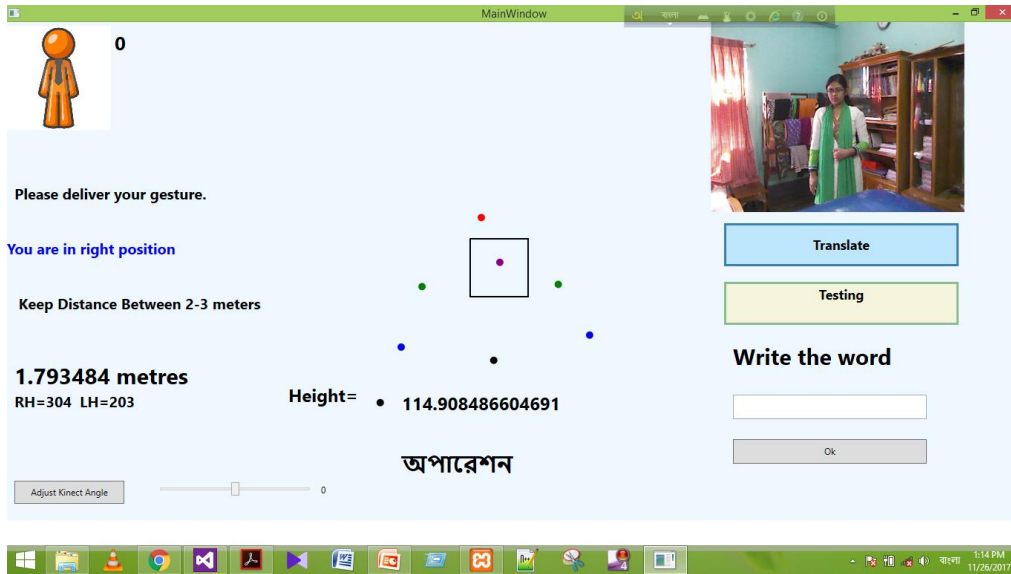 MainWindow
বাংলা
0
Please deliver your gesture.
You are in right position
Keep Distance Between 2-3 meters
1.793484 metres
RH=304 LH=203
Height=
114.908486604691
অপারেশন
Adjust Kinect Angle
0
Translate
Testing
Write the word
Ok
বাংলা
1:14 PM
11/26/2017